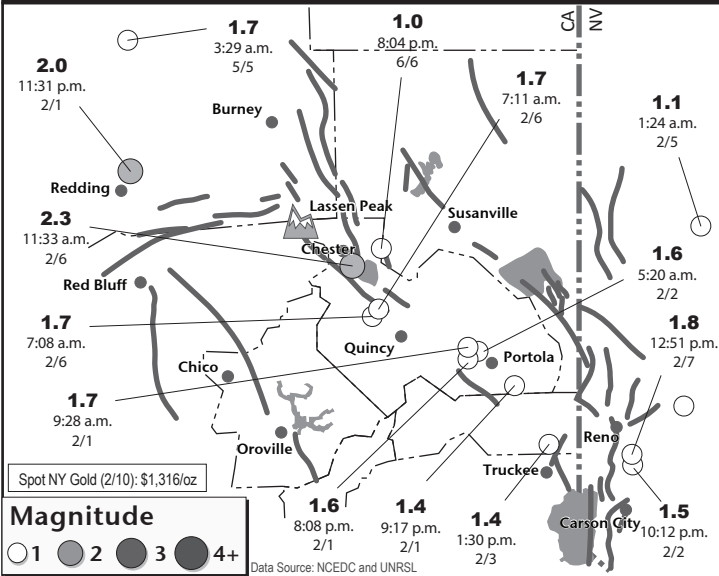 CA
NV
1.7
3:29 a.m.
5/5
1.0
8:04 p.m.
6/6
2.0
11:31 p.m.
2/1
1.7
7:11 a.m.
2/6
1.1
1:24 a.m.
2/5
Burney
Redding
Lassen Peak
Susanville
2.3
11:33 a.m.
2/6
Chester
1.6
5:20 a.m.
2/2
Red Bluff
1.7
7:08 a.m.
2/6
1.8
12:51 p.m.
2/7
Quincy
Portola
Chico
1.7
9:28 a.m.
2/1
Reno
Oroville
Truckee
Spot NY Gold (2/10): $1,316/oz
1.6
8:08 p.m.
2/1
1.4
9:17 p.m.
2/1
1.4
1:30 p.m.
2/3
Carson City
1.5
10:12 p.m.
2/2
Magnitude
1 2 3 4+
Data Source: NCEDC and UNRSL